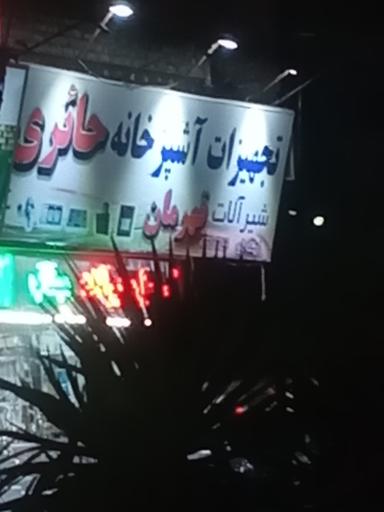 تجهیزات آشپزخانه حائری
شیرآلات قهرمان